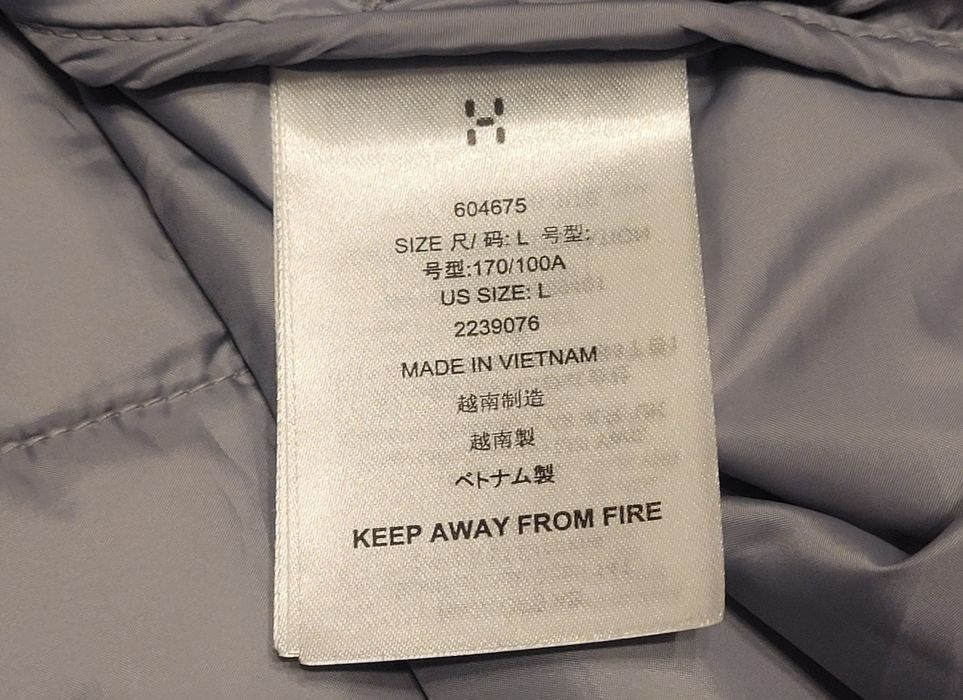 604675
SIZE 尺/ 码: L 号型:
号型:170/100A
US SIZE: L
2239076
MADE IN VIETNAM
越南制造
越南製
ベトナム製
KEEP AWAY FROM FIRE